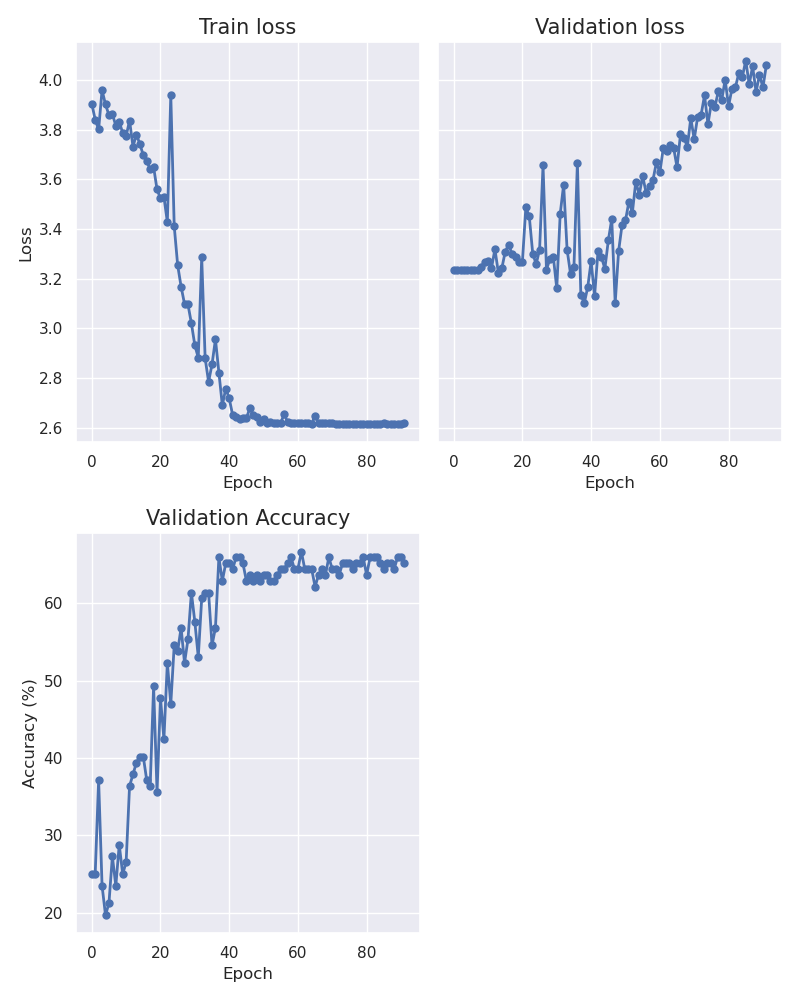 Train loss
Validation loss
Loss
4.0
3.8
3.6
3.4
3.2
3.0
2.8
2.6
0 20 40 60 80
0 20 40 60 80
Epoch
Epoch
Validation Accuracy
Accuracy (%)
60
50
40
30
20
0 20 40 60 80
Epoch